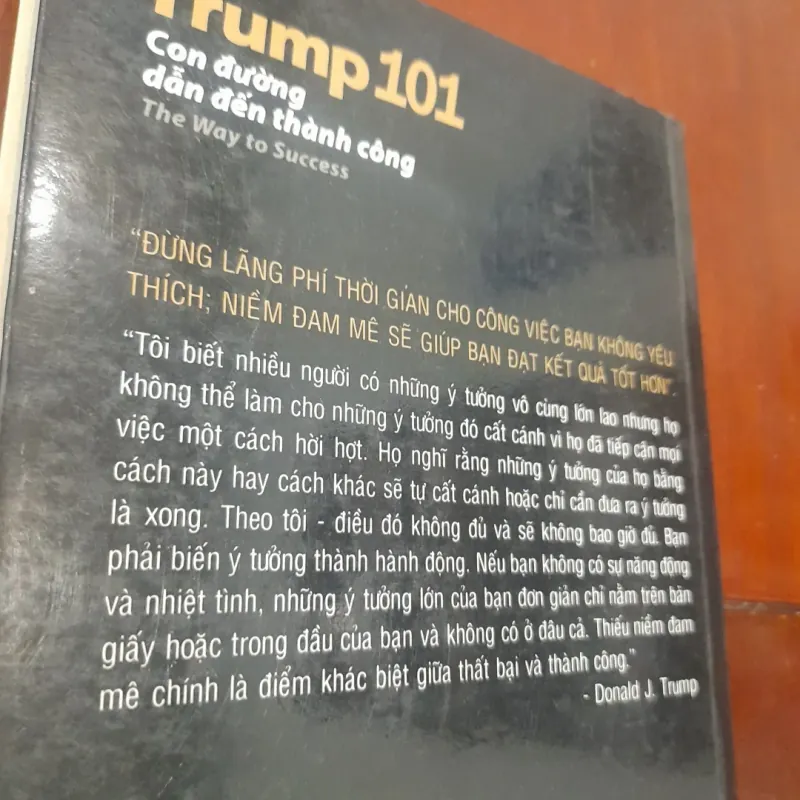 Trump 101
Con đường
dẫn đến thành công
The Way to Success
“ĐỪNG LÃNG PHÍ THỜI GIAN CHO CÔNG VIỆC BẠN KHÔNG YÊU
THÍCH; NIỀM ĐAM MÊ SẼ GIÚP BẠN ĐẠT KẾT QUẢ TỐT HƠN”.
“Tôi biết nhiều người có những ý tưởng vô cùng lớn lao nhưng họ
không thể làm cho những ý tưởng đó cất cánh vì họ đã tiếp cận mọi
việc một cách hời hợt. Họ nghĩ rằng những ý tưởng của họ bằng
cách này hay cách khác sẽ tự cất cánh hoặc chỉ cần đưa ra ý tưởng
là xong. Theo tôi - điều đó không đủ và sẽ không bao giờ đủ. Bạn
phải biến ý tưởng thành hành động. Nếu bạn không có sự năng động
và nhiệt tình, những ý tưởng lớn của bạn đơn giản chỉ nằm trên bản
giấy hoặc trong đầu của bạn và không có ở đâu cả. Thiếu niềm đam
mê chính là điểm khác biệt giữa thất bại và thành công.”
- Donald J. Trump